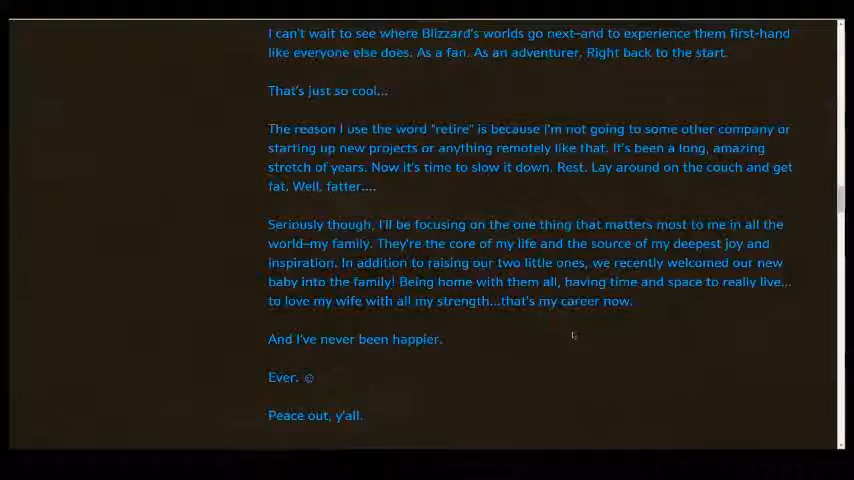 I can't wait to see where Blizzard's worlds go next–and to experience them first-hand
like everyone else does. As a fan. As an adventurer. Right back to the start.
That's just so cool...
The reason I use the word "retire" is because I'm not going to some other company or
starting up new projects or anything remotely like that. It's been a long, amazing
stretch of years. Now it's time to slow it down. Rest. Lay around on the couch and get
fat. Well, fatter....
Seriously though, I'll be focusing on the one thing that matters most to me in all the
world–my family. They're the core of my life and the source of my deepest joy and
inspiration. In addition to raising our two little ones, we recently welcomed our new
baby into the family! Being home with them all, having time and space to really live...
to love my wife with all my strength...that's my career now.
And I've never been happier.
Ever. ☺
Peace out, y'all.